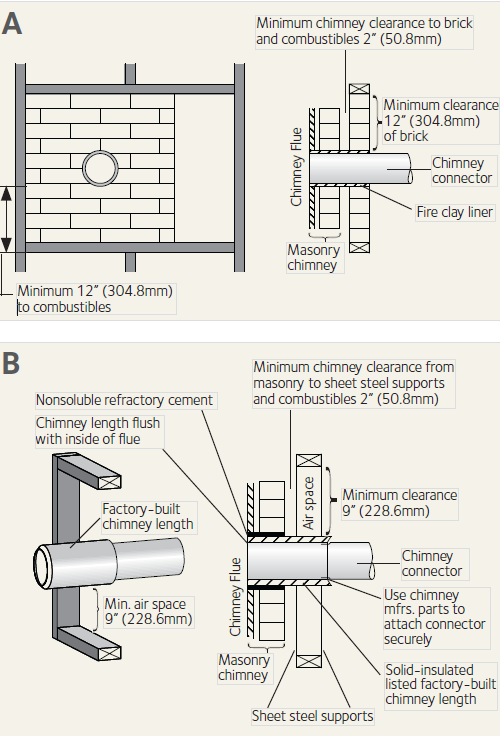 A
Minimum chimney clearance to brick
and combustibles 2” (50.8mm)
Minimum clearance
12” (304.8mm)
of brick
Chimney Flue
Chimney
connector
Fire clay liner
Masonry
chimney
Minimum 12” (304.8mm)
to combustibles
B
Minimum chimney clearance from
masonry to sheet steel supports
and combustibles 2” (50.8mm)
Nonsoluble refractory cement
Chimney length flush
with inside of flue
Air space
Minimum clearance
9” (228.6mm)
Factory-built
chimney length
Chimney Flue
Chimney
connector
Min. air space
9” (228.6mm)
Use chimney
mfrs. parts to
attach connector
securely
Masonry
chimney
Solid-insulated
listed factory-built
chimney length
Sheet steel supports